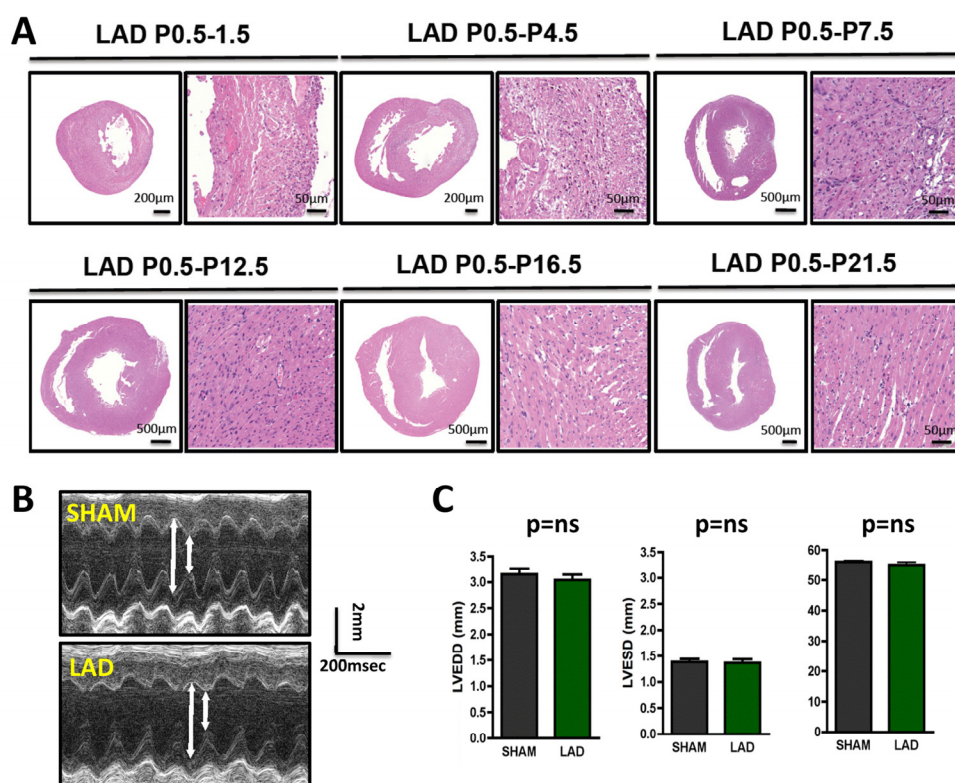 A
LAD P0.5-1.5
LAD P0.5-P4.5
LAD P0.5-P7.5
200µm
50µm
200µm
50µm
500µm
50µm
LAD P0.5-P12.5
LAD P0.5-P16.5
LAD P0.5-P21.5
500µm
500µm
500µm
50µm
B
SHAM
LAD
2mm
200msec
C
p=ns
p=ns
p=ns
LVEDD (mm)
3.5
3.0
2.5
2.0
1.5
1.0
0.5
0.0
SHAM
LAD
LVESD (mm)
3.5
3.0
2.5
2.0
1.5
1.0
0.5
0.0
SHAM
LAD
60
50
40
30
20
10
0
SHAM
LAD